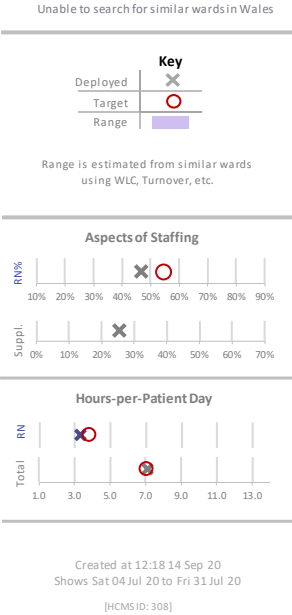 Unable to search for similar wards in Wales
Key
Deployed
Target
Range
Range is estimated from similar wards
using WLC, Turnover, etc.
Aspects of Staffing
RN%
10% 20% 30% 40% 50% 60% 70% 80% 90%
Suppl.
0% 10% 20% 30% 40% 50% 60% 70%
Hours-per-Patient Day
RN
Total
1.0 3.0 5.0 7.0 9.0 11.0 13.0
Created at 12:18 14 Sep 20
Shows Sat 04 Jul 20 to Fri 31 Jul 20
[HCMS ID: 308]